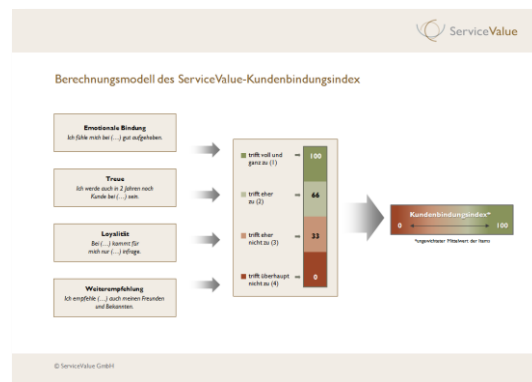 ServiceValue
Berechnungsmodell des ServiceValue-Kundenbindungsindex
Emotionale Bindung
Ich fühle mich bei (...) gut aufgehoben.
Treue
Ich werde auch in 2 Jahren noch
Kunde bei (...) sein.
Loyalität
Bei (...) kommt für
mich nur (...) infrage.
Weiterempfehlung
Ich empfehle (...) auch meinen Freunden
und Bekannten.
trifft voll und
ganz zu (1)
100
trifft eher
zu (2)
66
trifft eher
nicht zu (3)
33
trifft überhaupt
nicht zu (4)
0
Kundenbindungsindex*
0 100
*ungewichteter Mittelwert der Items
© ServiceValue GmbH